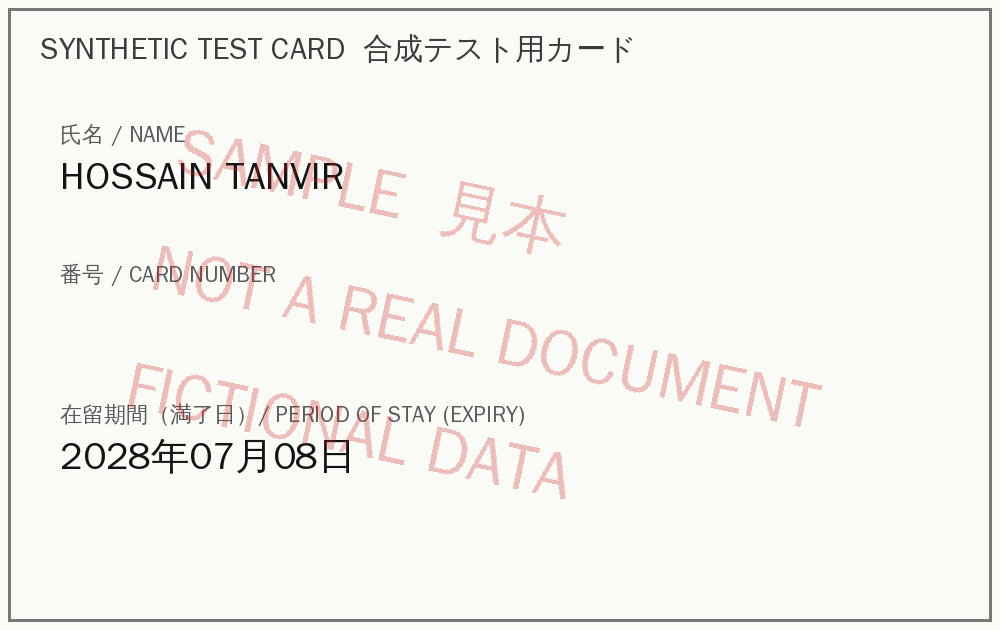 SYNTHETIC TEST CARD 合成テスト用カード
氏名 / NAME
HOSSAIN TANVIR
SAMPLE 見本
番号 / CARD NUMBER
NOT A REAL DOCUMENT
在留期間（満了日）/ PERIOD OF STAY (EXPIRY)
2028年07月08日
FICTIONAL DATA